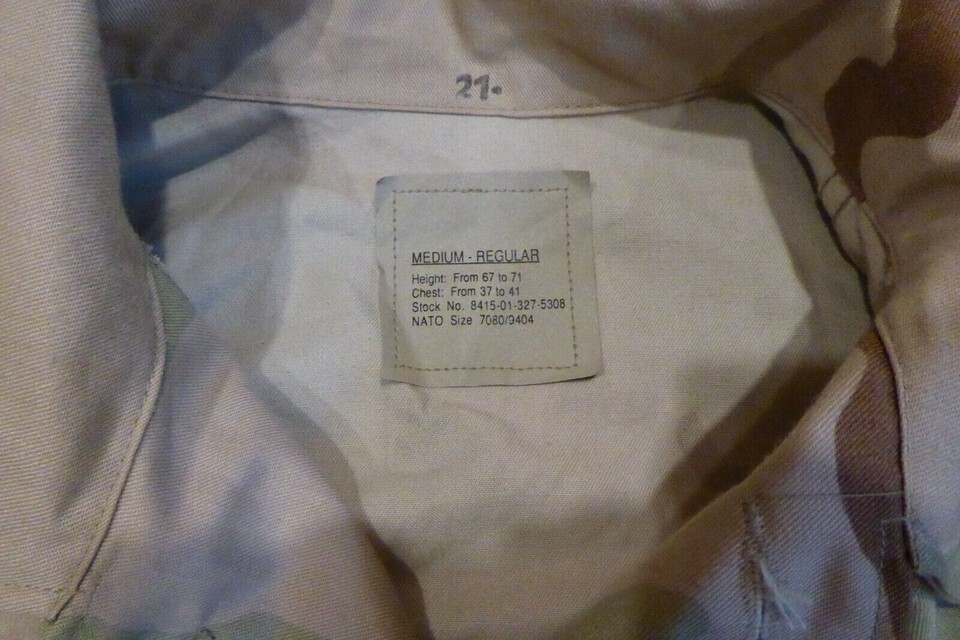 21.
MEDIUM - REGULAR
Height: From 67 to 71
Chest: From 37 to 41
Stock No. 8415-01-327-5308
NATO Size 7080/9404